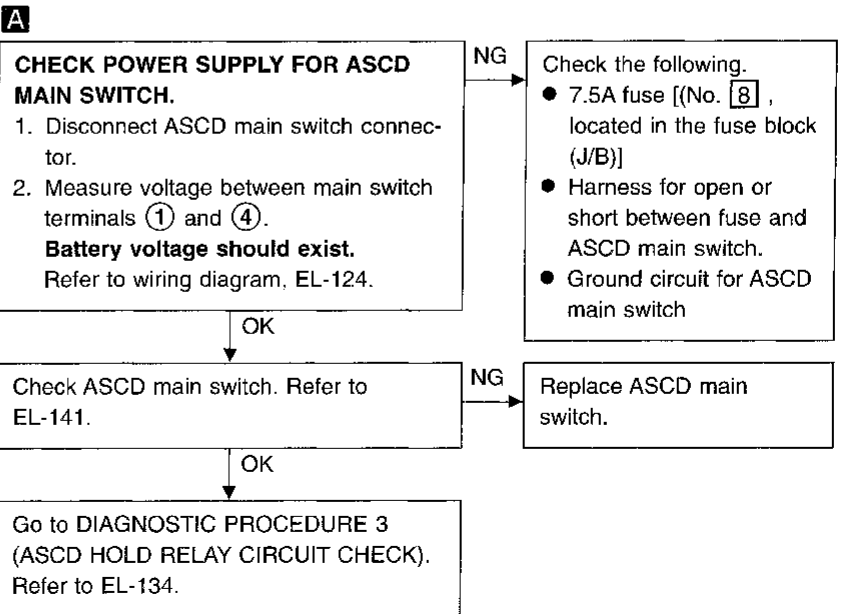 A
CHECK POWER SUPPLY FOR ASCD
MAIN SWITCH.
1. Disconnect ASCD main switch connec-
tor.
2. Measure voltage between main switch
terminals ① and ④.
Battery voltage should exist.
Refer to wiring diagram, EL-124.
NG
Check the following.
● 7.5A fuse [(No. 8 ,
located in the fuse block
(J/B)]
● Harness for open or
short between fuse and
ASCD main switch.
● Ground circuit for ASCD
main switch
OK
Check ASCD main switch. Refer to
EL-141.
NG
Replace ASCD main
switch.
OK
Go to DIAGNOSTIC PROCEDURE 3
(ASCD HOLD RELAY CIRCUIT CHECK).
Refer to EL-134.